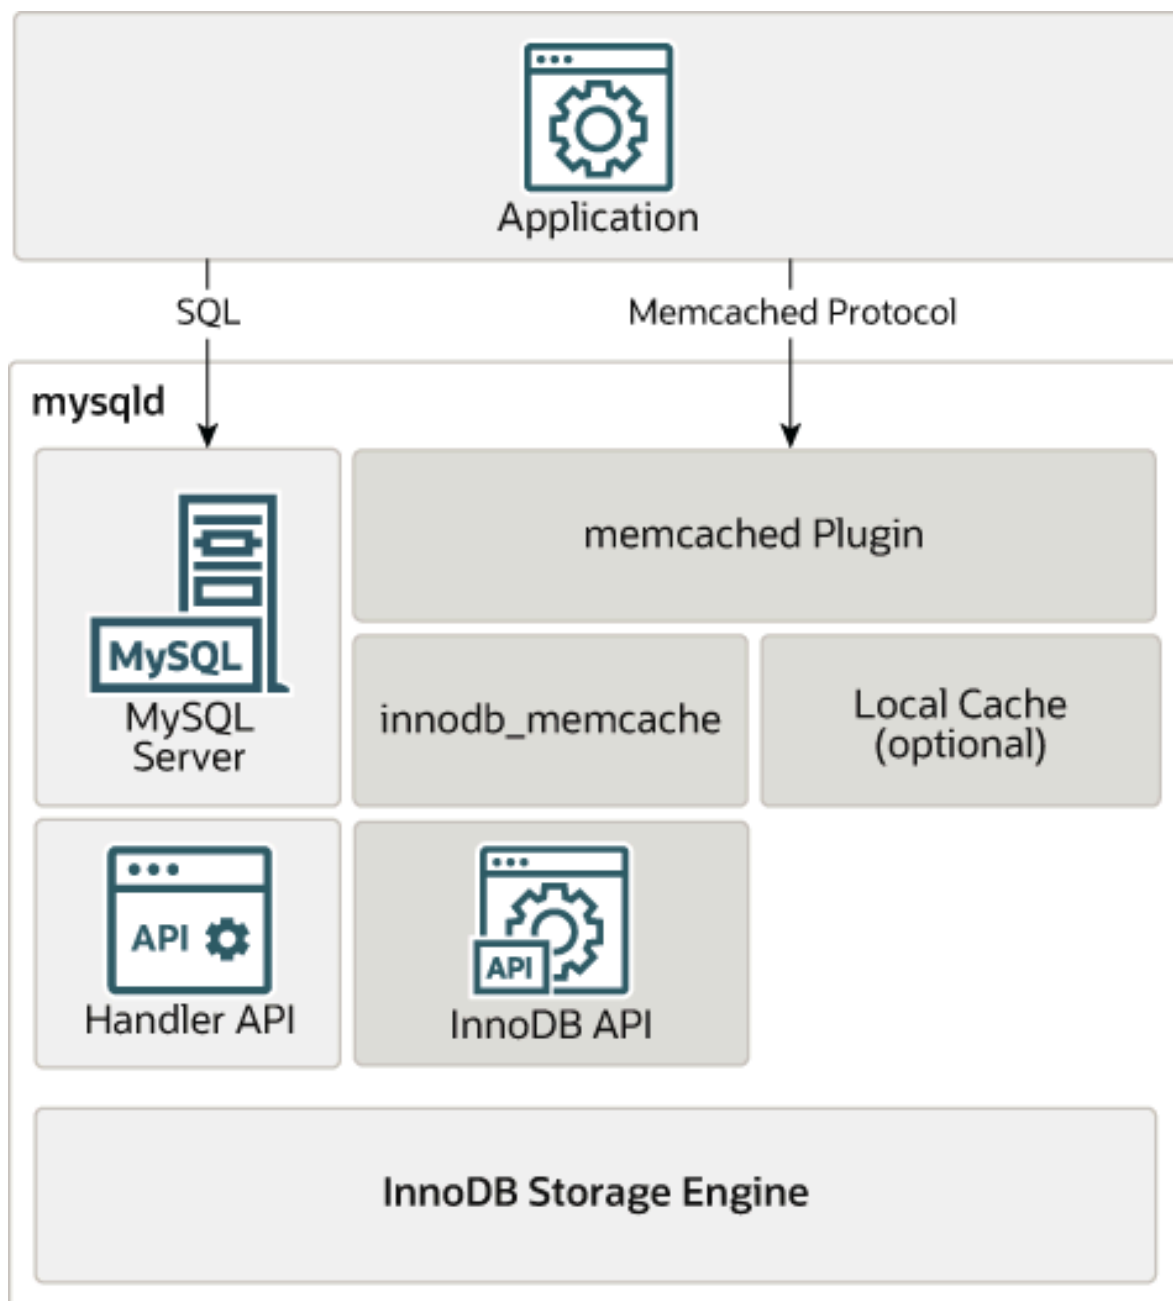 Application
SQL
Memcached Protocol
mysqld
memcached Plugin
MySQL
MySQL
Server
innodb_memcache
Local Cache
(optional)
API
Handler API
API
InnoDB API
InnoDB Storage Engine